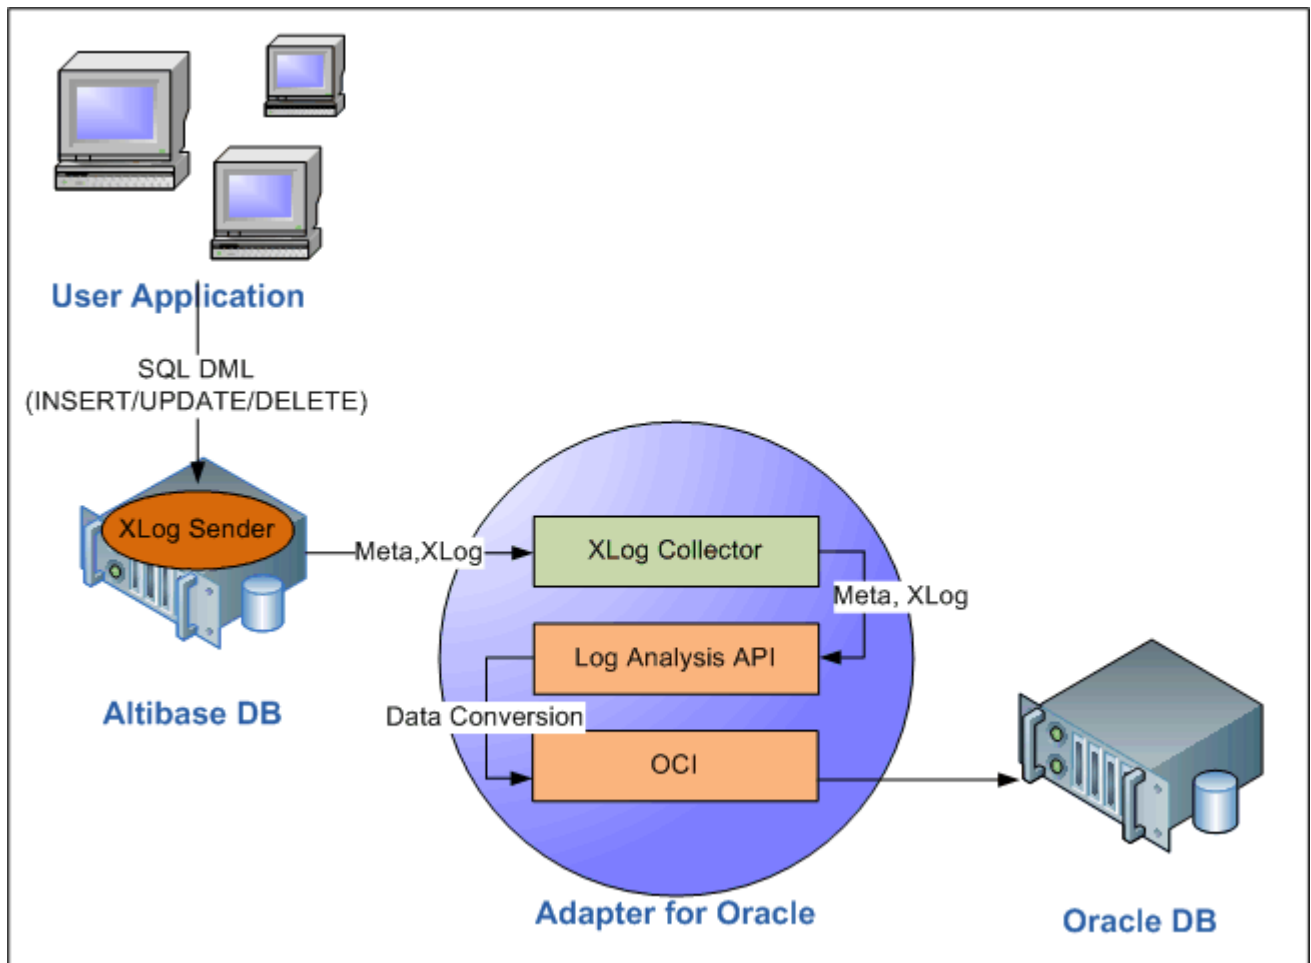 User Application
SQL DML
(INSERT/UPDATE/DELETE)
XLog Sender
Altibase DB
Meta,XLog
XLog Collector
Meta, XLog
Log Analysis API
Data Conversion
OCI
Adapter for Oracle
Oracle DB